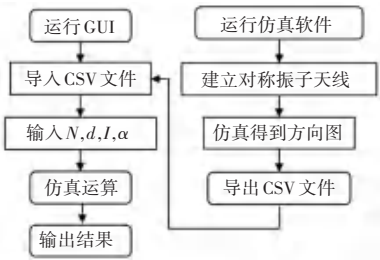 运行GUI
导入CSV文件
输入N,d,I,α
仿真运算
输出结果
运行仿真软件
建立对称振子天线
仿真得到方向图
导出CSV文件